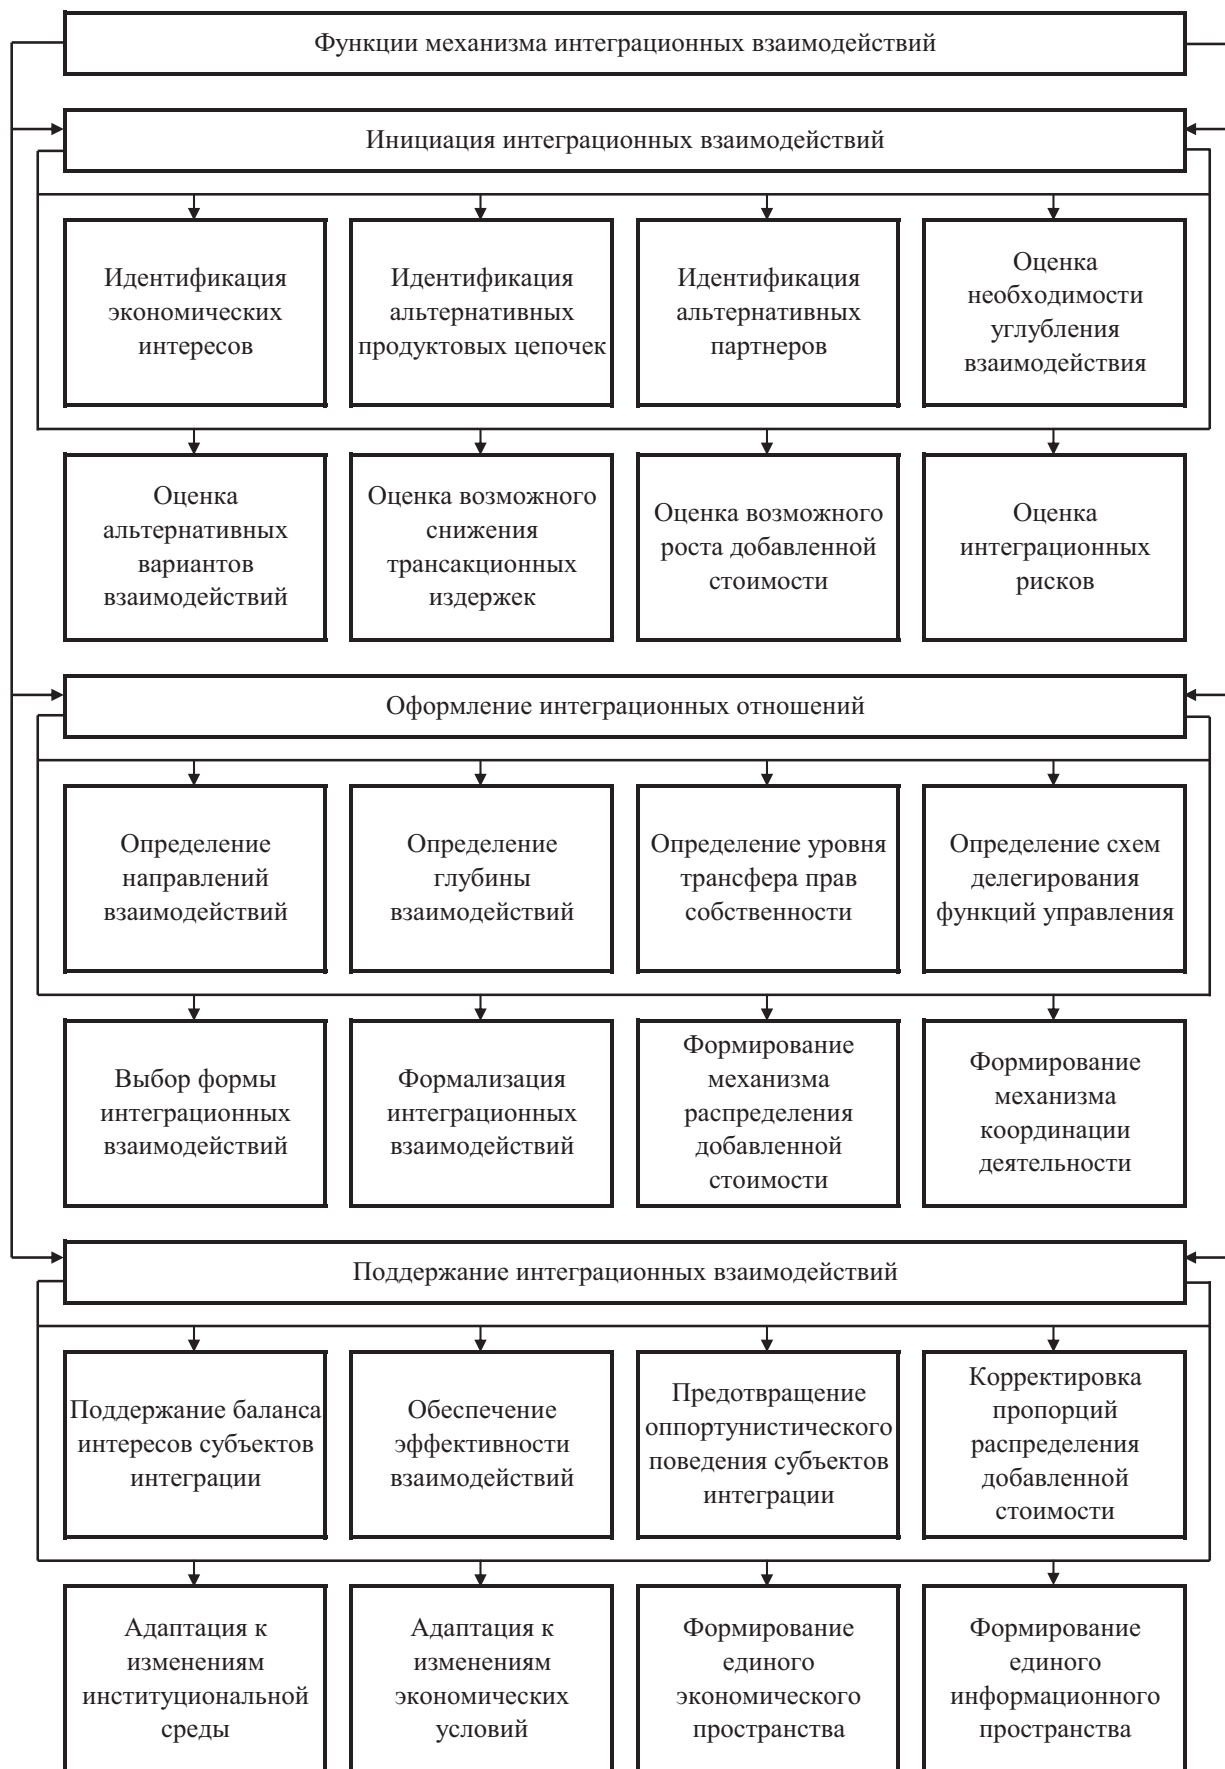 Функции механизма интеграционных взаимодействий
Инициация интеграционных взаимодействий
Идентификация
экономических
интересов
Идентификация
альтернативных
продуктовых цепочек
Идентификация
альтернативных
партнеров
Оценка
необходимости
углубления
взаимодействия
Оценка
альтернативных
вариантов
взаимодействий
Оценка возможного
снижения
трансакционных
издержек
Оценка возможного
роста добавленной
стоимости
Оценка
интеграционных
рисков
Оформление интеграционных отношений
Определение
направлений
взаимодействий
Определение
глубины
взаимодействий
Определение уровня
трансфера прав
собственности
Определение схем
делегирования
функций управления
Выбор формы
интеграционных
взаимодействий
Формализация
интеграционных
взаимодействий
Формирование
механизма
распределения
добавленной
стоимости
Формирование
механизма
координации
деятельности
Поддержание интеграционных взаимодействий
Поддержание баланса
интересов субъектов
интеграции
Обеспечение
эффективности
взаимодействий
Предотвращение
оппортунистического
поведения субъектов
интеграции
Корректировка
пропорций
распределения
добавленной
стоимости
Адаптация к
изменениям
институциональной
среды
Адаптация к
изменениям
экономических
условий
Формирование
единого
экономического
пространства
Формирование
единого
информационного
пространства